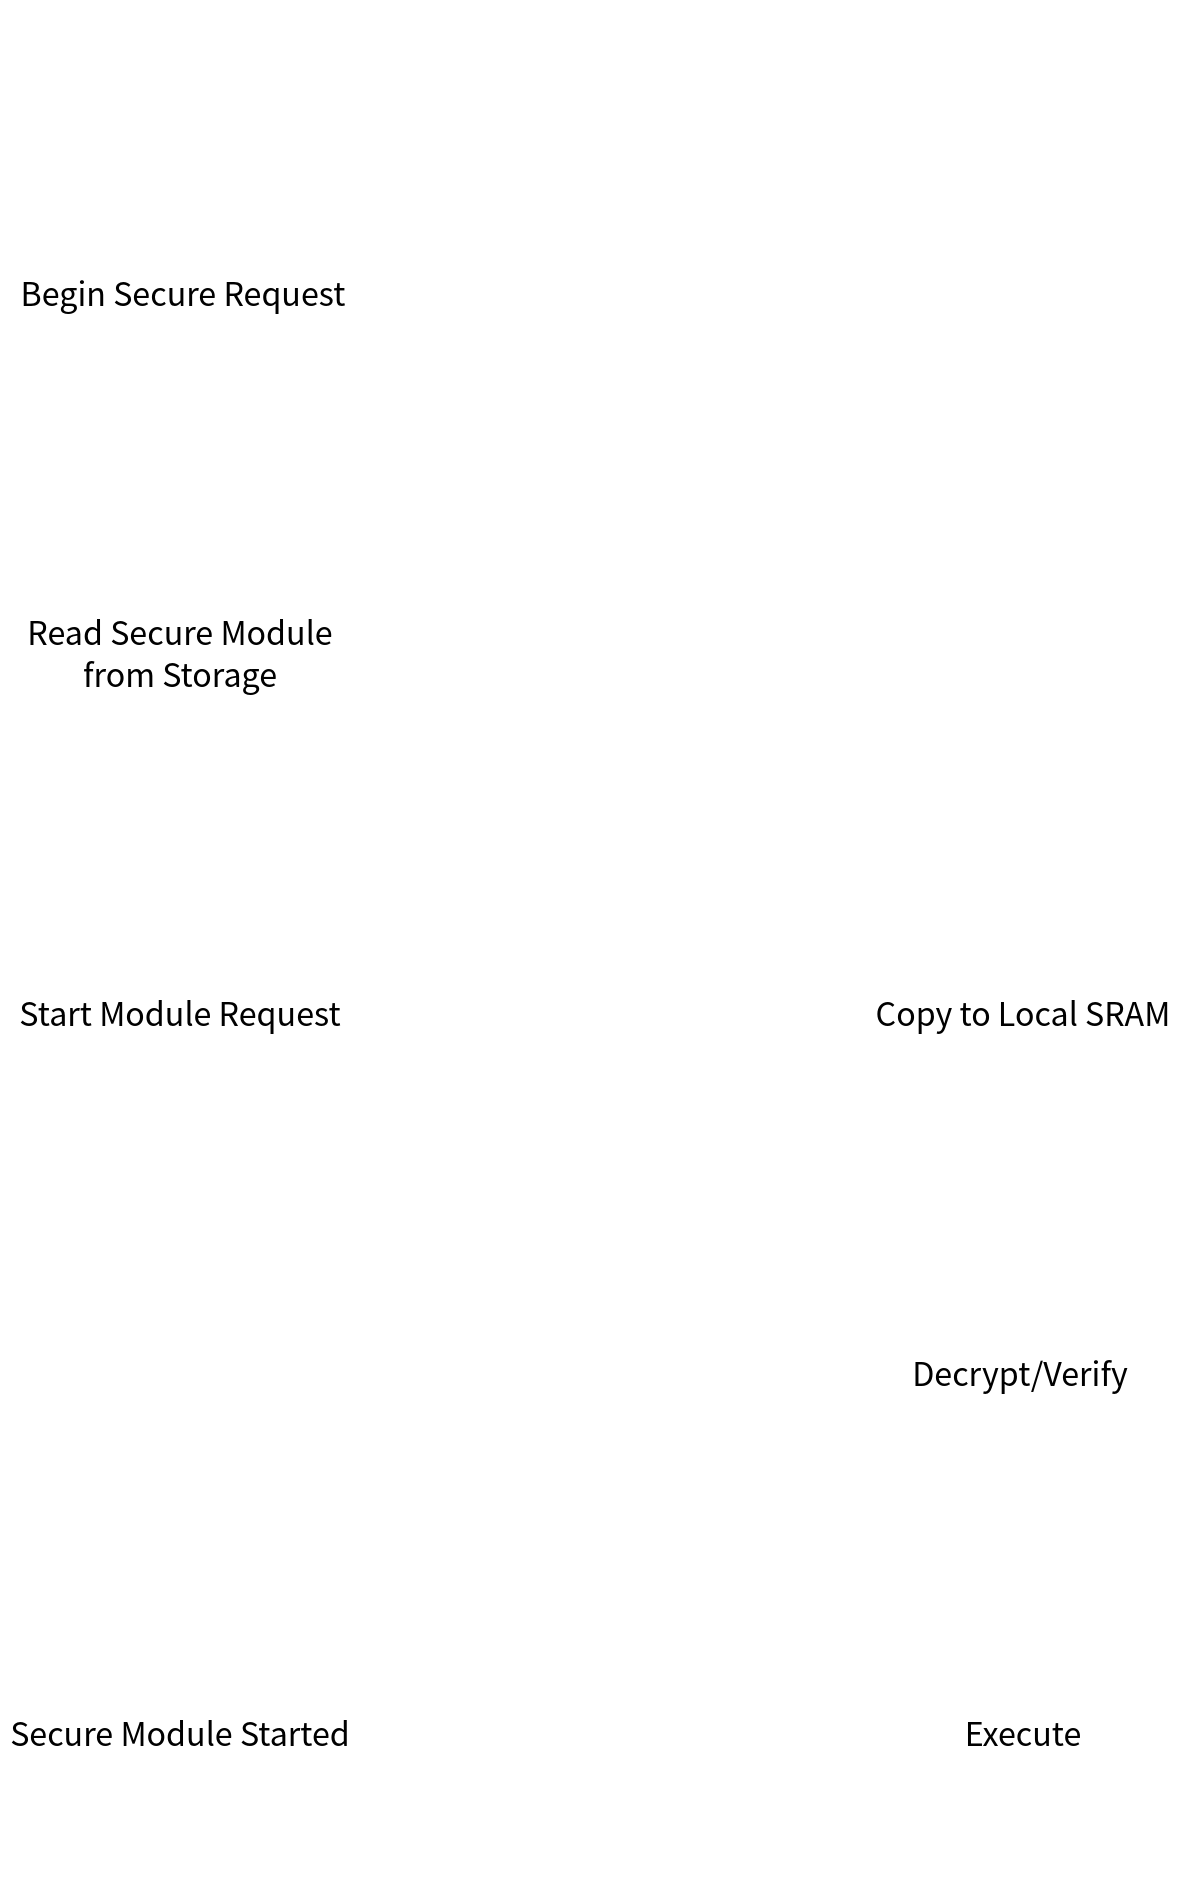 Begin Secure Request
Read Secure Module
from Storage
Start Module Request
Copy to Local SRAM
Decrypt/Verify
Secure Module Started
Execute